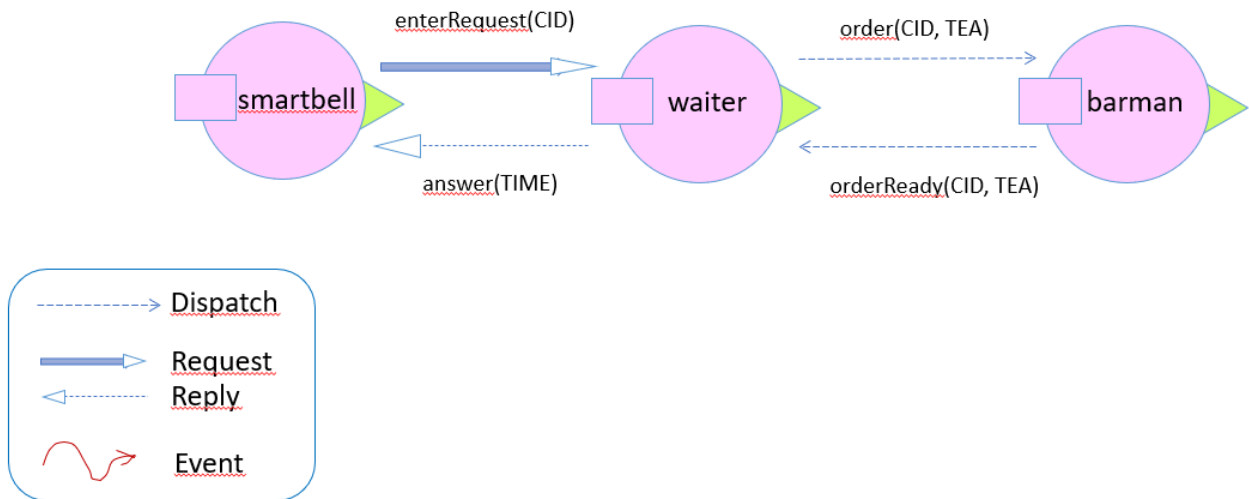 enterRequest(CID)
order(CID, TEA)
smartbell
waiter
barman
answer(TIME)
orderReady(CID, TEA)
Dispatch
Request
Reply
Event